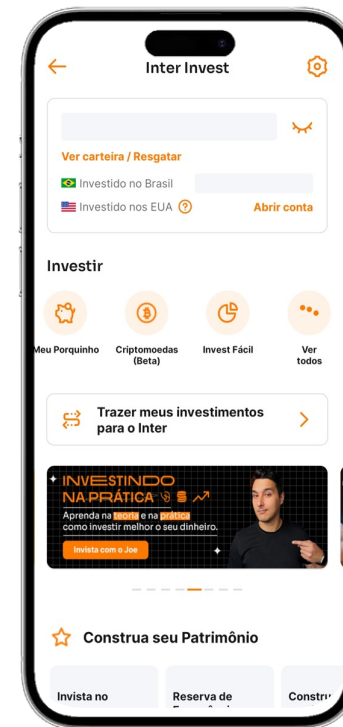 Inter Invest
Ver carteira / Resgatar
Investido no Brasil
Investido nos EUA ?
Abrir conta
Investir
Meu Porquinho
Criptomoedas
(Beta)
Invest Fácil
Ver
todos
Trazer meus investimentos
para o Inter
INVESTINDO
NA PRÁTICA
Aprenda na teoria e na prática
como investir melhor o seu dinheiro.
Invista com o Joe
Construa seu Patrimônio
Invista no
Reserva de
Constru